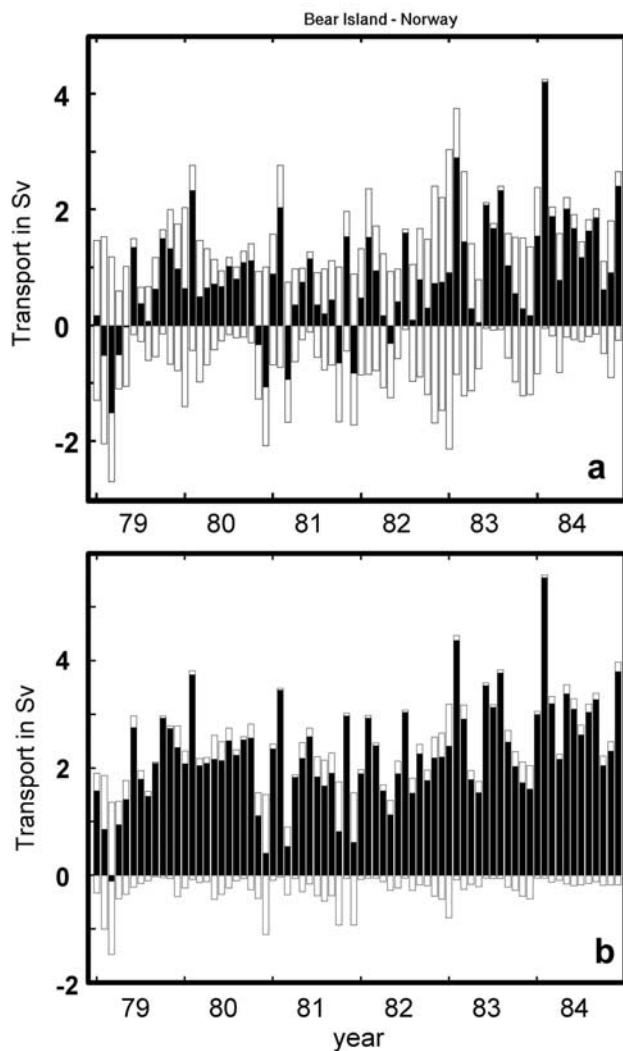 Bear Island - Norway
Transport in Sv
4
2
0
-2
a
79 80 81 82 83 84
Transport in Sv
4
2
0
-2
b
79 80 81 82 83 84
year